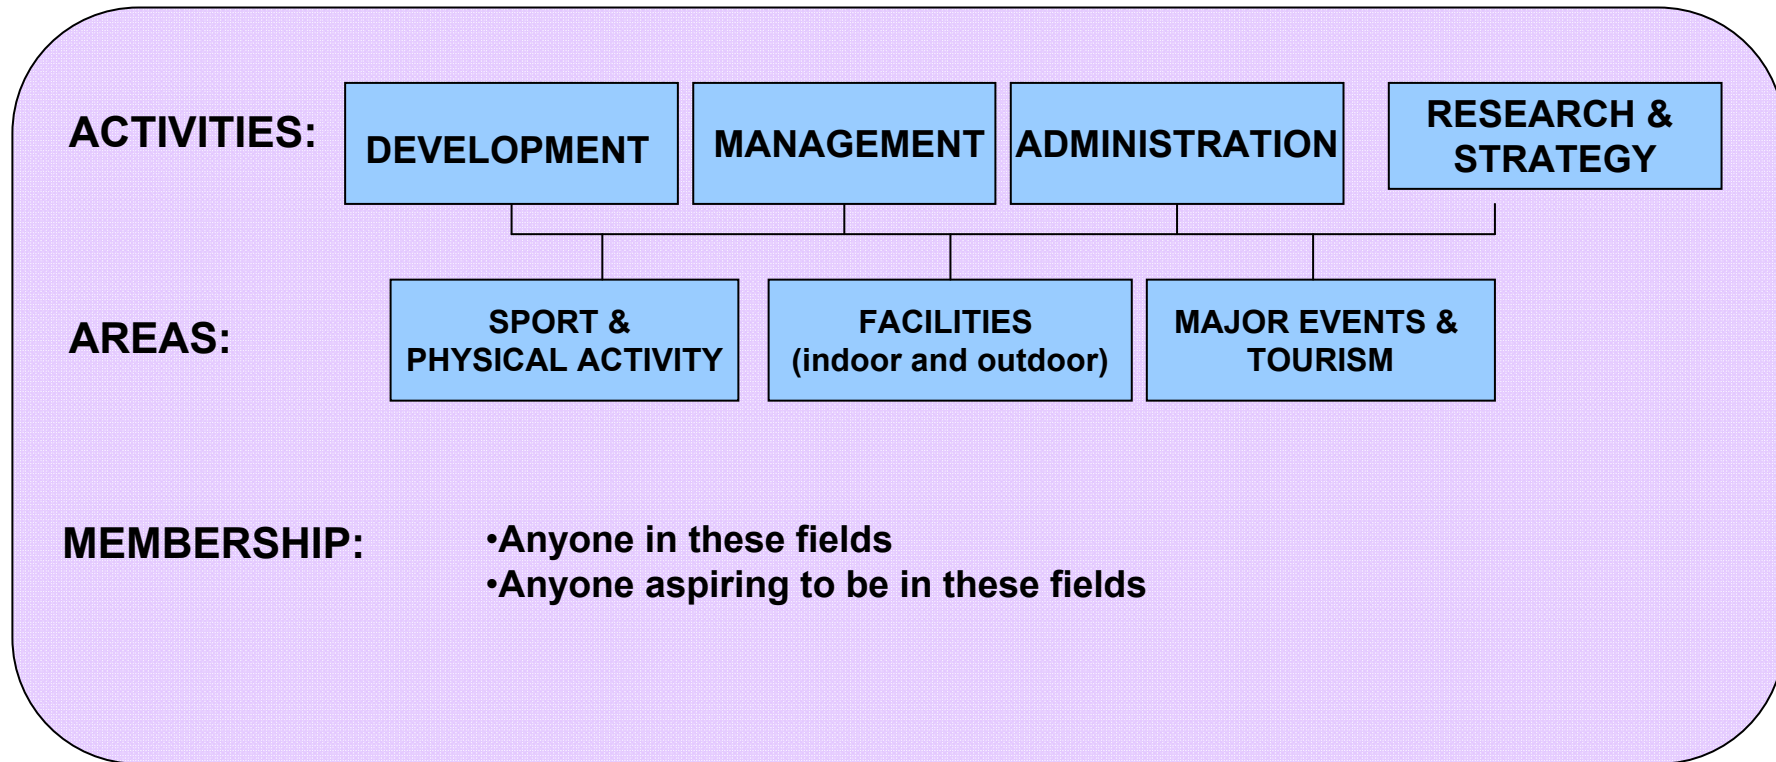 ACTIVITIES:
DEVELOPMENT
MANAGEMENT
ADMINISTRATION
RESEARCH &
STRATEGY
AREAS:
SPORT &
PHYSICAL ACTIVITY
FACILITIES
(indoor and outdoor)
MAJOR EVENTS &
TOURISM
MEMBERSHIP:
•Anyone in these fields
•Anyone aspiring to be in these fields